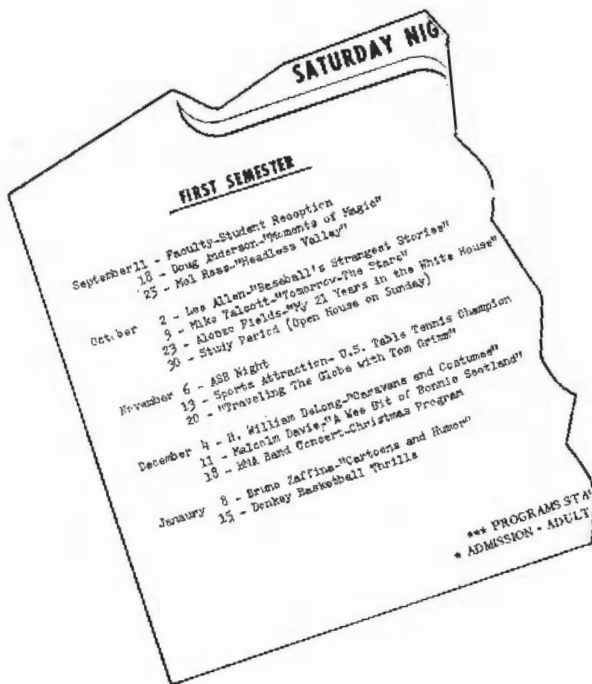 SATURDAY NIG
FIRST SEMESTER
September 11 - Faculty-Student Reception
18 - Doug Anderson-"Moments of Magic"
25 - Mel Ross-"Headless Valley"
October 2 - Lee Allen-"Baseball's Strangest Stories"
9 - Mike Talcott-"Tomorrow-The Stars"
23 - Alonzo Fields-"My 21 Years in the White House"
30 - Study Period (Open House on Sunday)
November 6 - ASB Night
13 - Sports Attraction- U.S. Table Tennis Champion
20 - "Traveling The Globe with Tom Grimm"
December 4 - H. William DeLong-"Caravans and Costumes"
11 - Malcolm Davis-"A Wee Bit of Bonnie Scotland"
18 - Band Concert-Christmas Program
Janaury 8 - Bruno Zaffina-"Cartoons and Humor"
15 - Donkey Basketball Thrills
*** PROGRAMS STA
* ADMISSION - ADULT